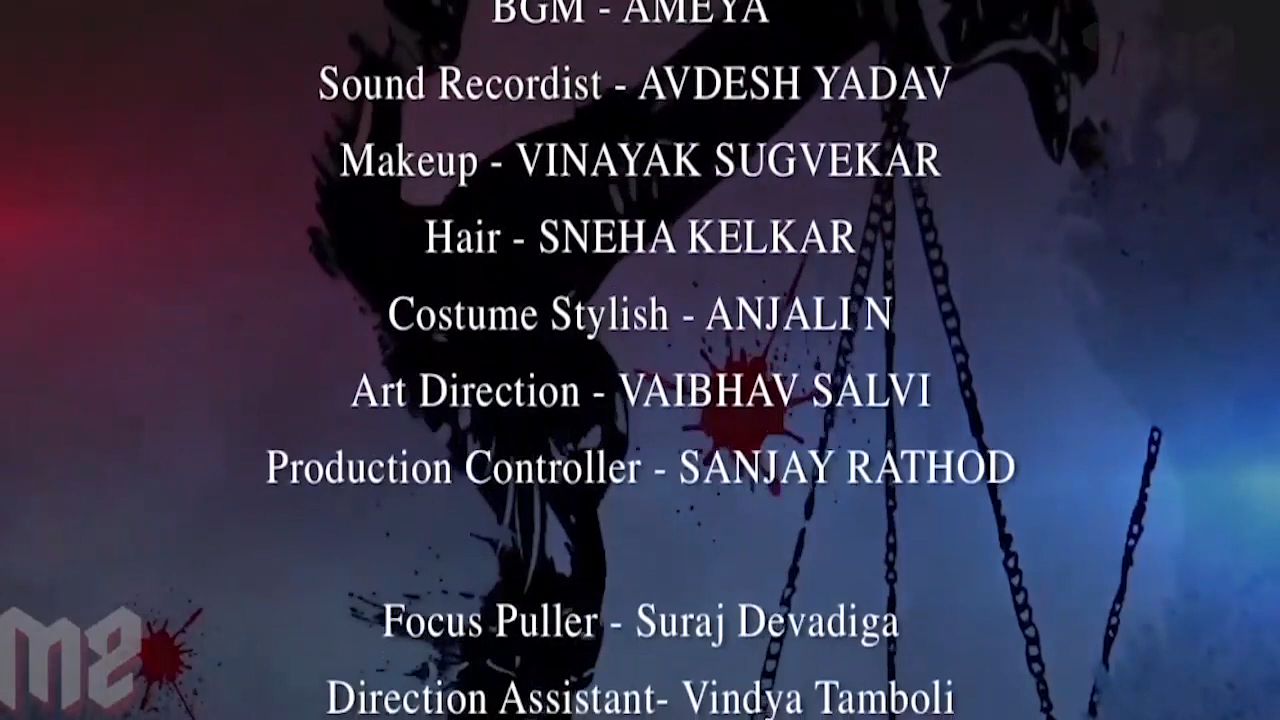 BGM - AMEYA
Sound Recordist - AVDESH YADAV
Makeup - VINAYAK SUGVEKAR
Hair - SNEHA KELKAR
Costume Stylish - ANJALI N
Art Direction - VAIBHAV SALVI
Production Controller - SANJAY RATHOD
Focus Puller - Suraj Devadiga
Direction Assistant- Vindya Tamboli